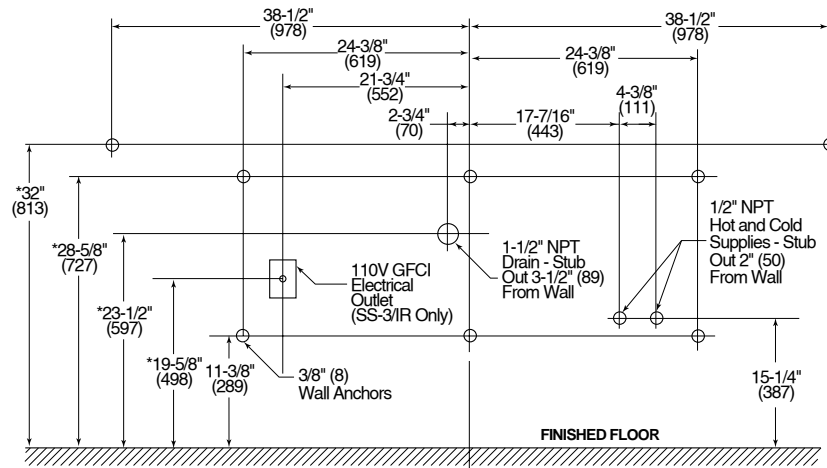 38-1/2"
(978)
38-1/2"
(978)
24-3/8"
(619)
24-3/8"
(619)
21-3/4"
(552)
4-3/8"
(111)
2-3/4"
(70)
17-7/16"
(443)
*32"
(813)
*28-5/8"
(727)
*23-1/2"
(597)
*19-5/8"
(498)
11-3/8"
(289)
110V GFCI
Electrical
Outlet
(SS-3/IR Only)
1-1/2" NPT
Drain - Stub
Out 3-1/2" (89)
From Wall
1/2" NPT
Hot and Cold
Supplies - Stub
Out 2" (50)
From Wall
3/8" (8)
Wall Anchors
15-1/4"
(387)
FINISHED FLOOR